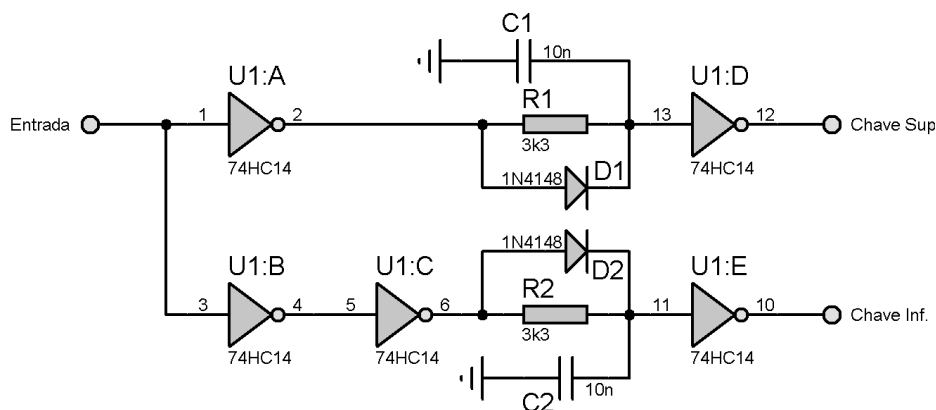 C1
10n
U1:A
R1
U1:D
Entrada
1
2
13
12
Chave Sup
3k3
74HC14
74HC14
1N4148
D1
1N4148
U1:B
U1:C
D2
U1:E
R2
3
4
5
6
11
10
Chave Inf.
3k3
74HC14
74HC14
74HC14
C2
10n